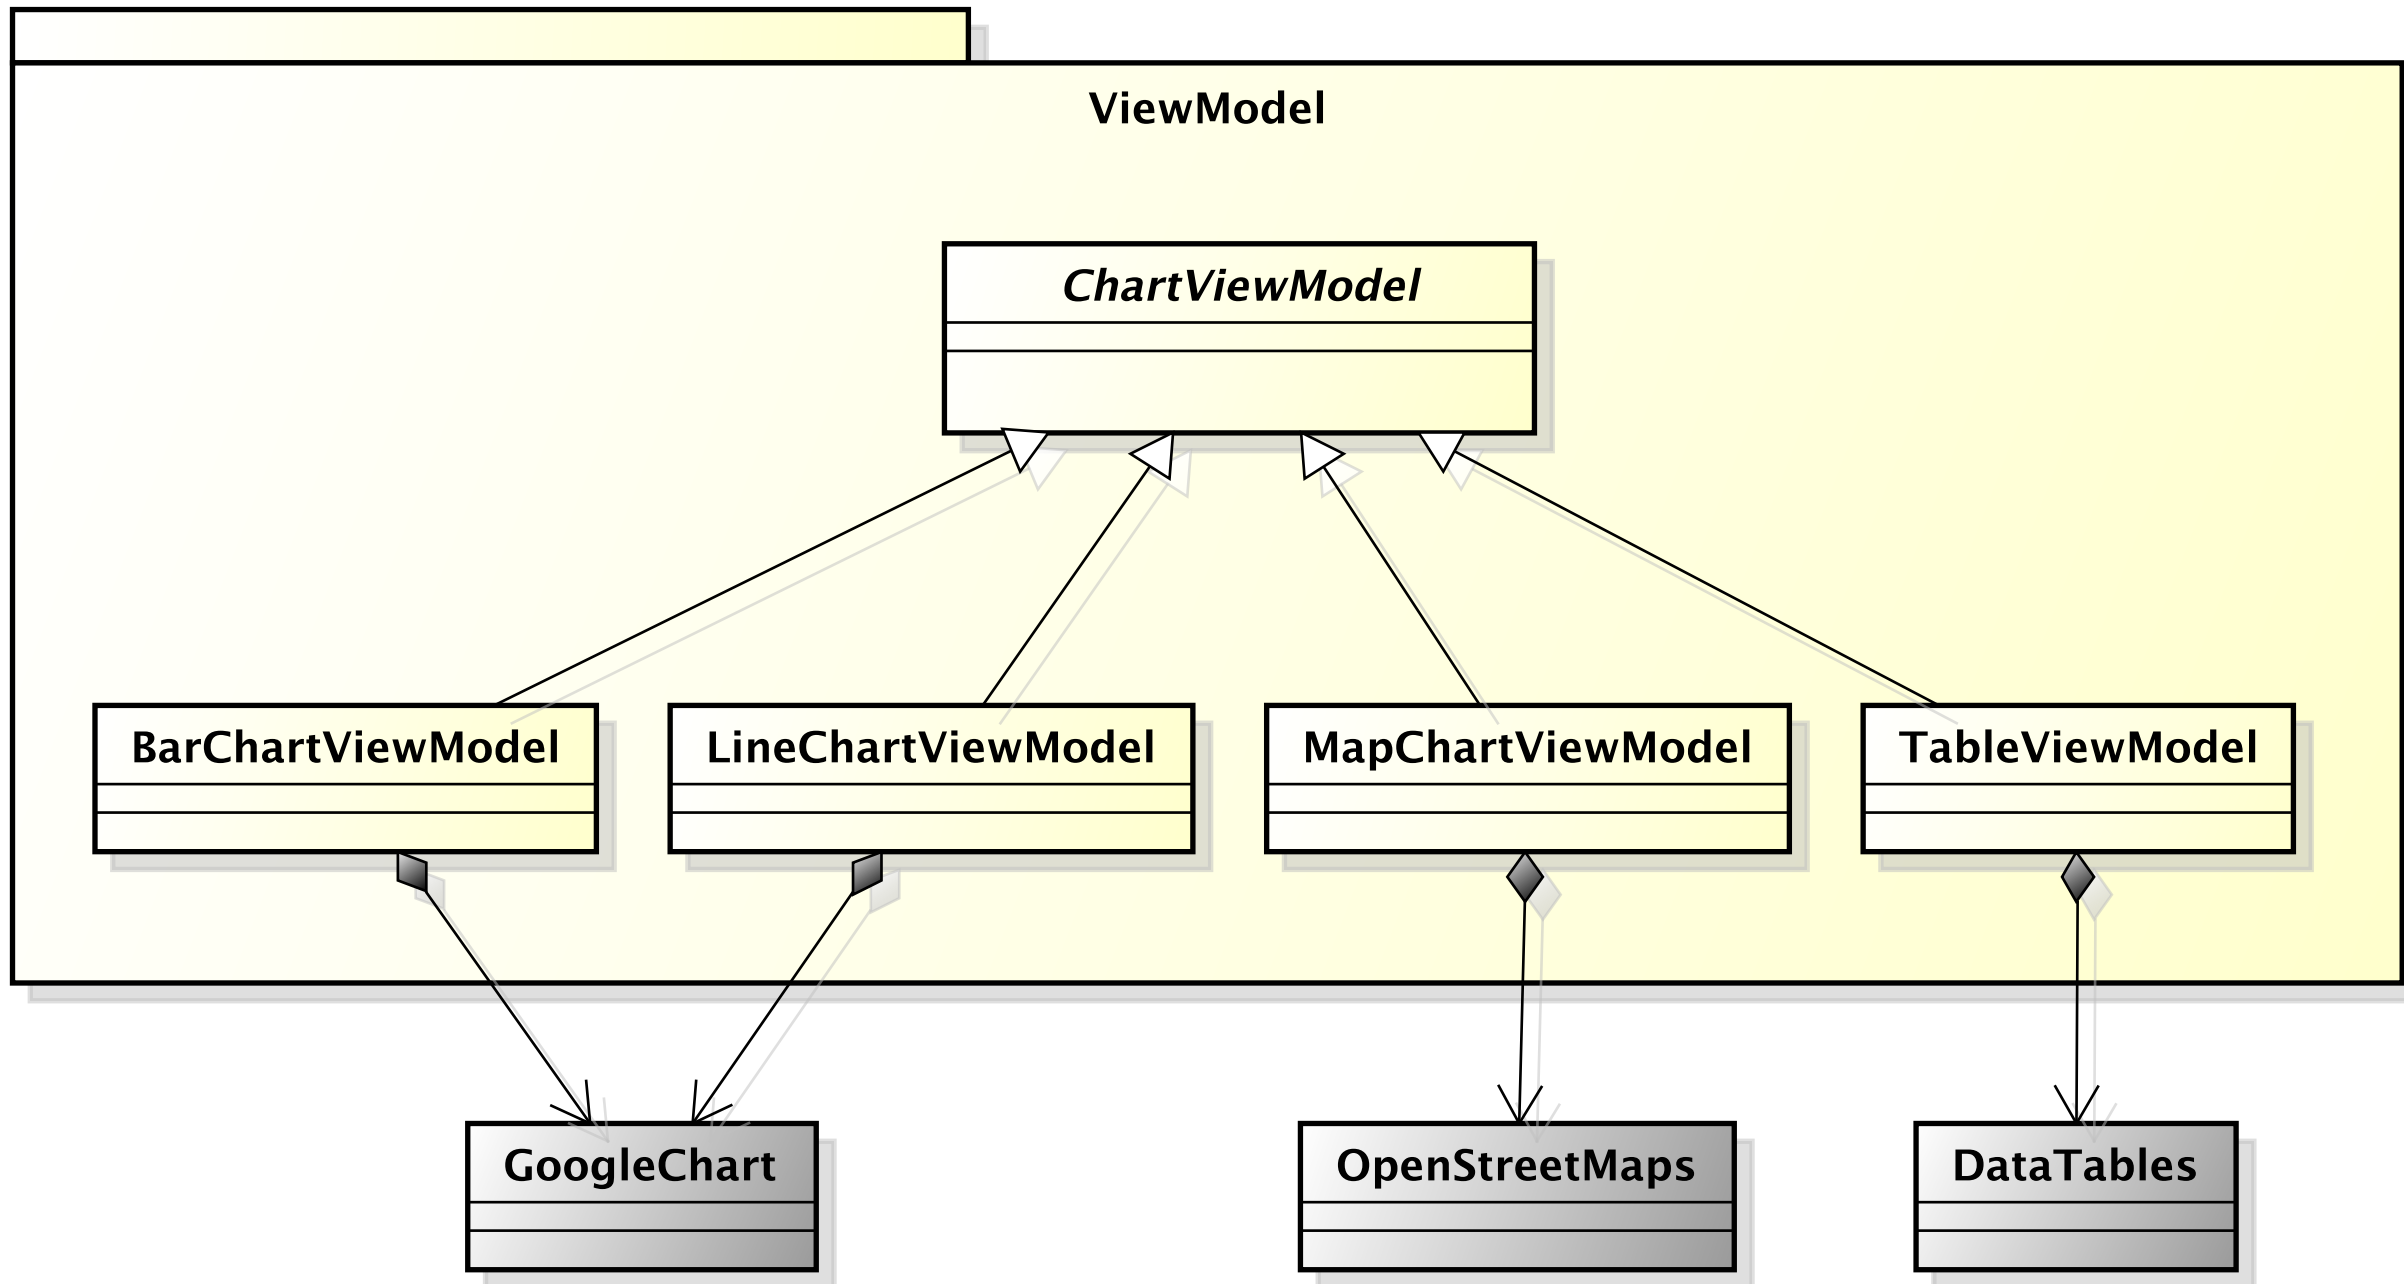 ViewModel
ChartViewModel
BarChartViewModel
LineChartViewModel
MapChartViewModel
TableViewModel
GoogleChart
OpenStreetMaps
DataTables